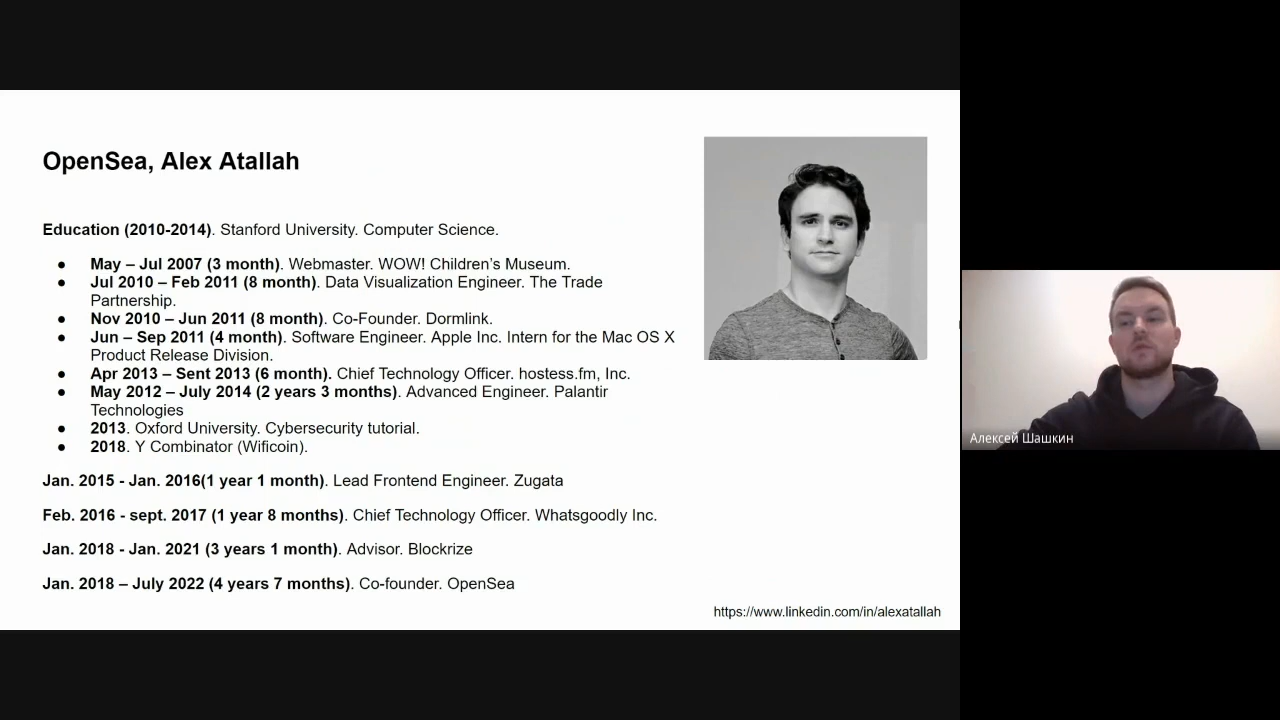 OpenSea, Alex Atallah
Education (2010-2014). Stanford University. Computer Science.
● May – Jul 2007 (3 month). Webmaster. WOW! Children’s Museum.
● Jul 2010 – Feb 2011 (8 month). Data Visualization Engineer. The Trade
Partnership.
● Nov 2010 – Jun 2011 (8 month). Co-Founder. Dormlink.
● Jun – Sep 2011 (4 month). Software Engineer. Apple Inc. Intern for the Mac OS X
Product Release Division.
● Apr 2013 – Sent 2013 (6 month). Chief Technology Officer. hostess.fm, Inc.
● May 2012 – July 2014 (2 years 3 months). Advanced Engineer. Palantir
Technologies
● 2013. Oxford University. Cybersecurity tutorial.
● 2018. Y Combinator (Wificoin).
Jan. 2015 - Jan. 2016(1 year 1 month). Lead Frontend Engineer. Zugata
Feb. 2016 - sept. 2017 (1 year 8 months). Chief Technology Officer. Whatsgoodly Inc.
Jan. 2018 - Jan. 2021 (3 years 1 month). Advisor. Blockrize
Jan. 2018 – July 2022 (4 years 7 months). Co-founder. OpenSea
https://www.linkedin.com/in/alexatallah
Алексей Шашкин